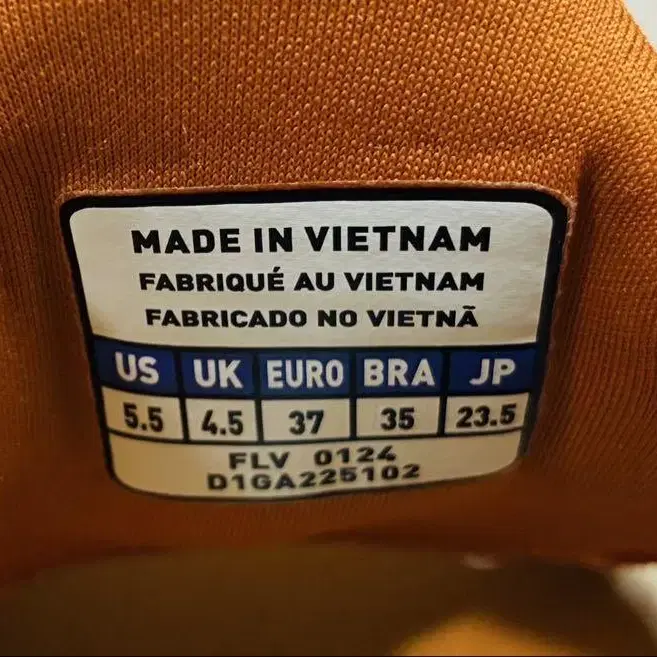 MADE IN VIETNAM
FABRIQUÉ AU VIETNAM
FABRICADO NO VIETNÃ
US UK EURO BRA JP
5.5 4.5 37 35 23.5
FLV 0124
D1GA225102